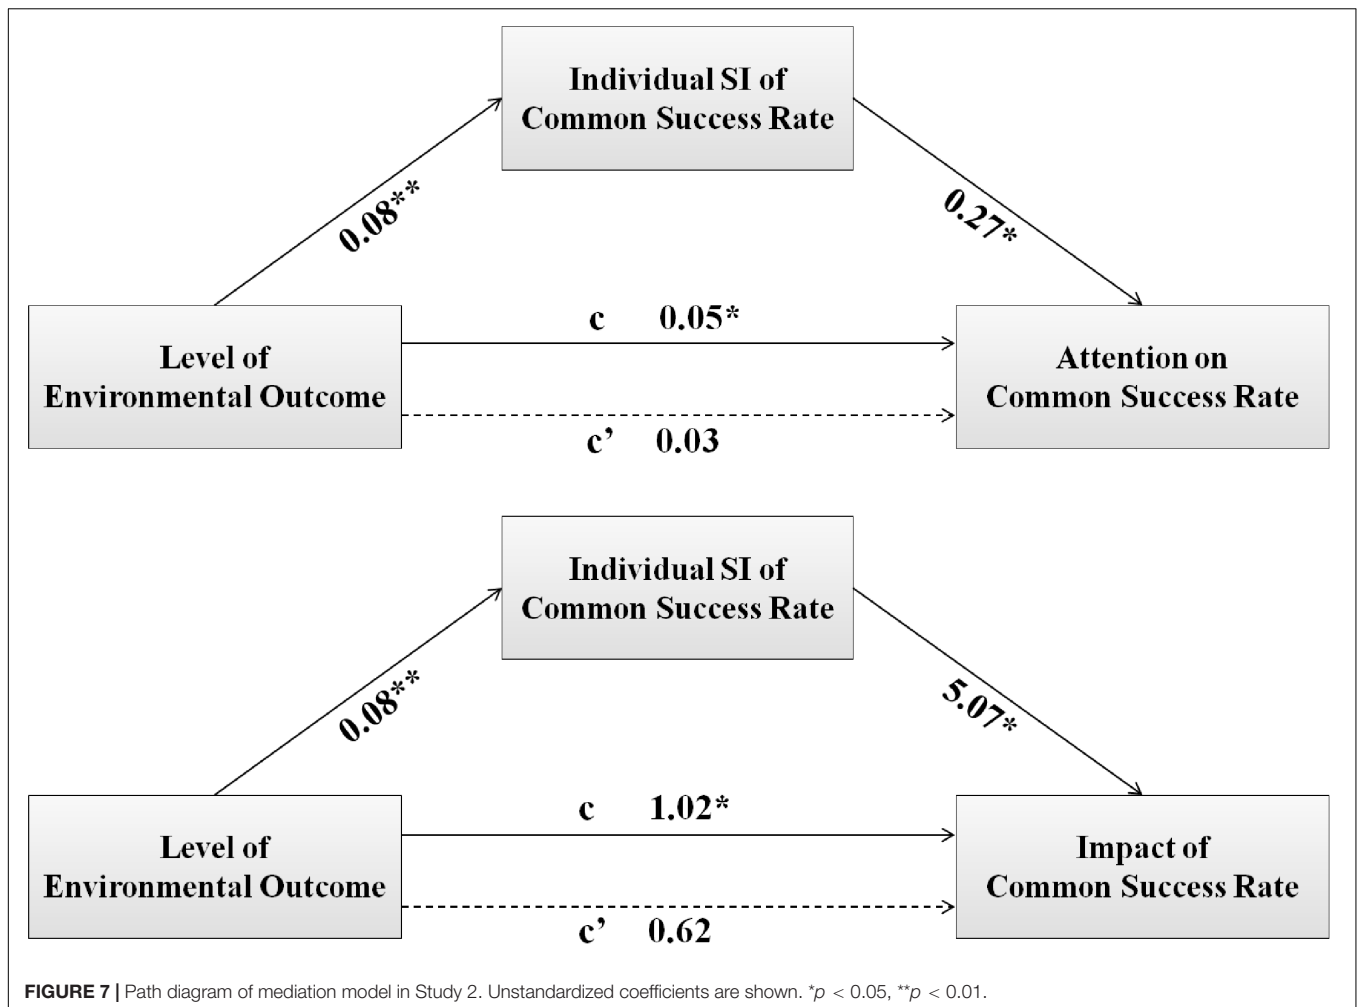 Individual SI of
Common Success Rate
0.08**
0.27*
c 0.05*
Level of
Environmental Outcome
Attention on
Common Success Rate
c’ 0.03
Individual SI of
Common Success Rate
0.08**
5.07*
c 1.02*
Level of
Environmental Outcome
Impact of
Common Success Rate
c’ 0.62
FIGURE 7 | Path diagram of mediation model in Study 2. Unstandardized coefficients are shown. *p < 0.05, **p < 0.01.